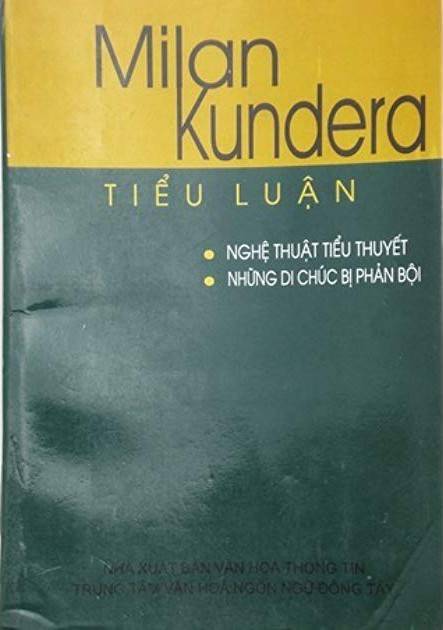 Milan
Kundera
TIỂU LUẬN
• NGHỆ THUẬT TIỂU THUYẾT
• NHỮNG DI CHÚC BỊ PHẢN BỘI
NHÀ XUẤT BẢN VĂN HÓA THÔNG TIN
TRUNG TÂM VĂN HOÁ NGÔN NGỮ ĐÔNG TÂY